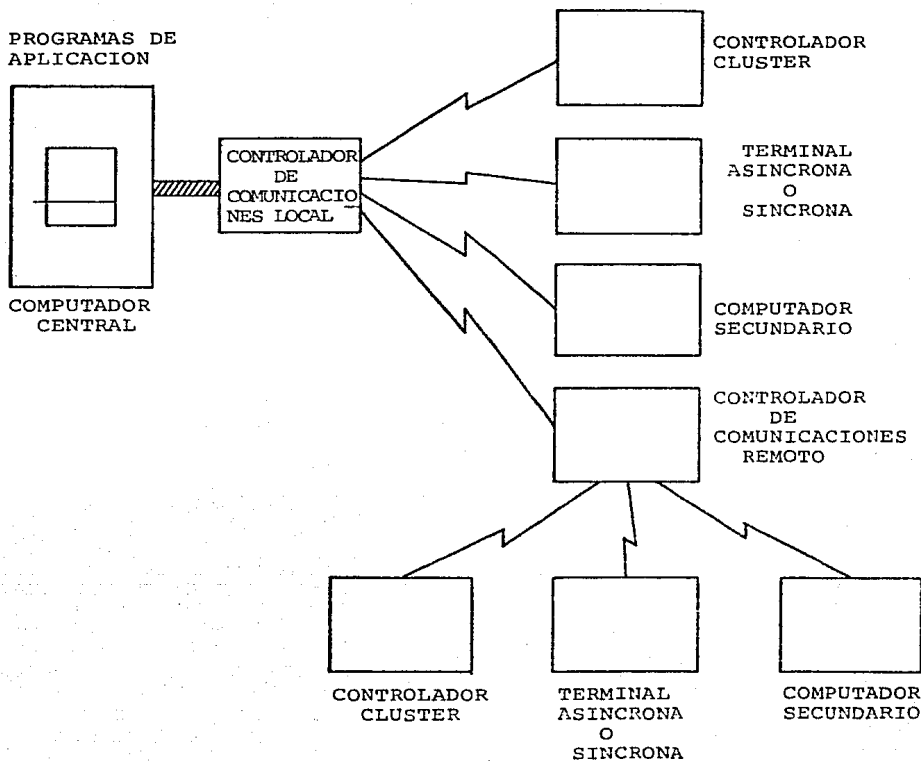 PROGRAMAS DE
APLICACION
CONTROLADOR
CLUSTER
CONTROLADOR
DE
COMUNICACIO
NES LOCAL
TERMINAL
ASINCRONA
O
SINCRONA
COMPUTADOR
CENTRAL
COMPUTADOR
SECUNDARIO
CONTROLADOR
DE
COMUNICACIONES
REMOTO
CONTROLADOR
CLUSTER
TERMINAL
ASINCRONA
O
SINCRONA
COMPUTADOR
SECUNDARIO